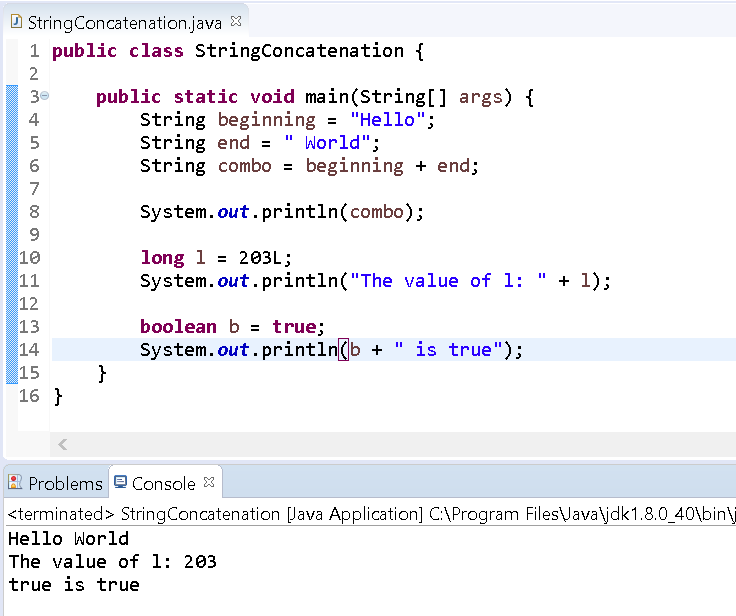 StringConcatenation.java
1 public class StringConcatenation {
2
3     public static void main(String[] args) {
4         String beginning = "Hello";
5         String end = " World";
6         String combo = beginning + end;
7
8         System.out.println(combo);
9
10         long l = 203L;
11         System.out.println("The value of l: " + l);
12
13         boolean b = true;
14         System.out.println(b + " is true");
15     }
16 }
Problems Console
<terminated> StringConcatenation [Java Application] C:\Program Files\Java\jdk1.8.0_40\bin\j
Hello World
The value of l: 203
true is true